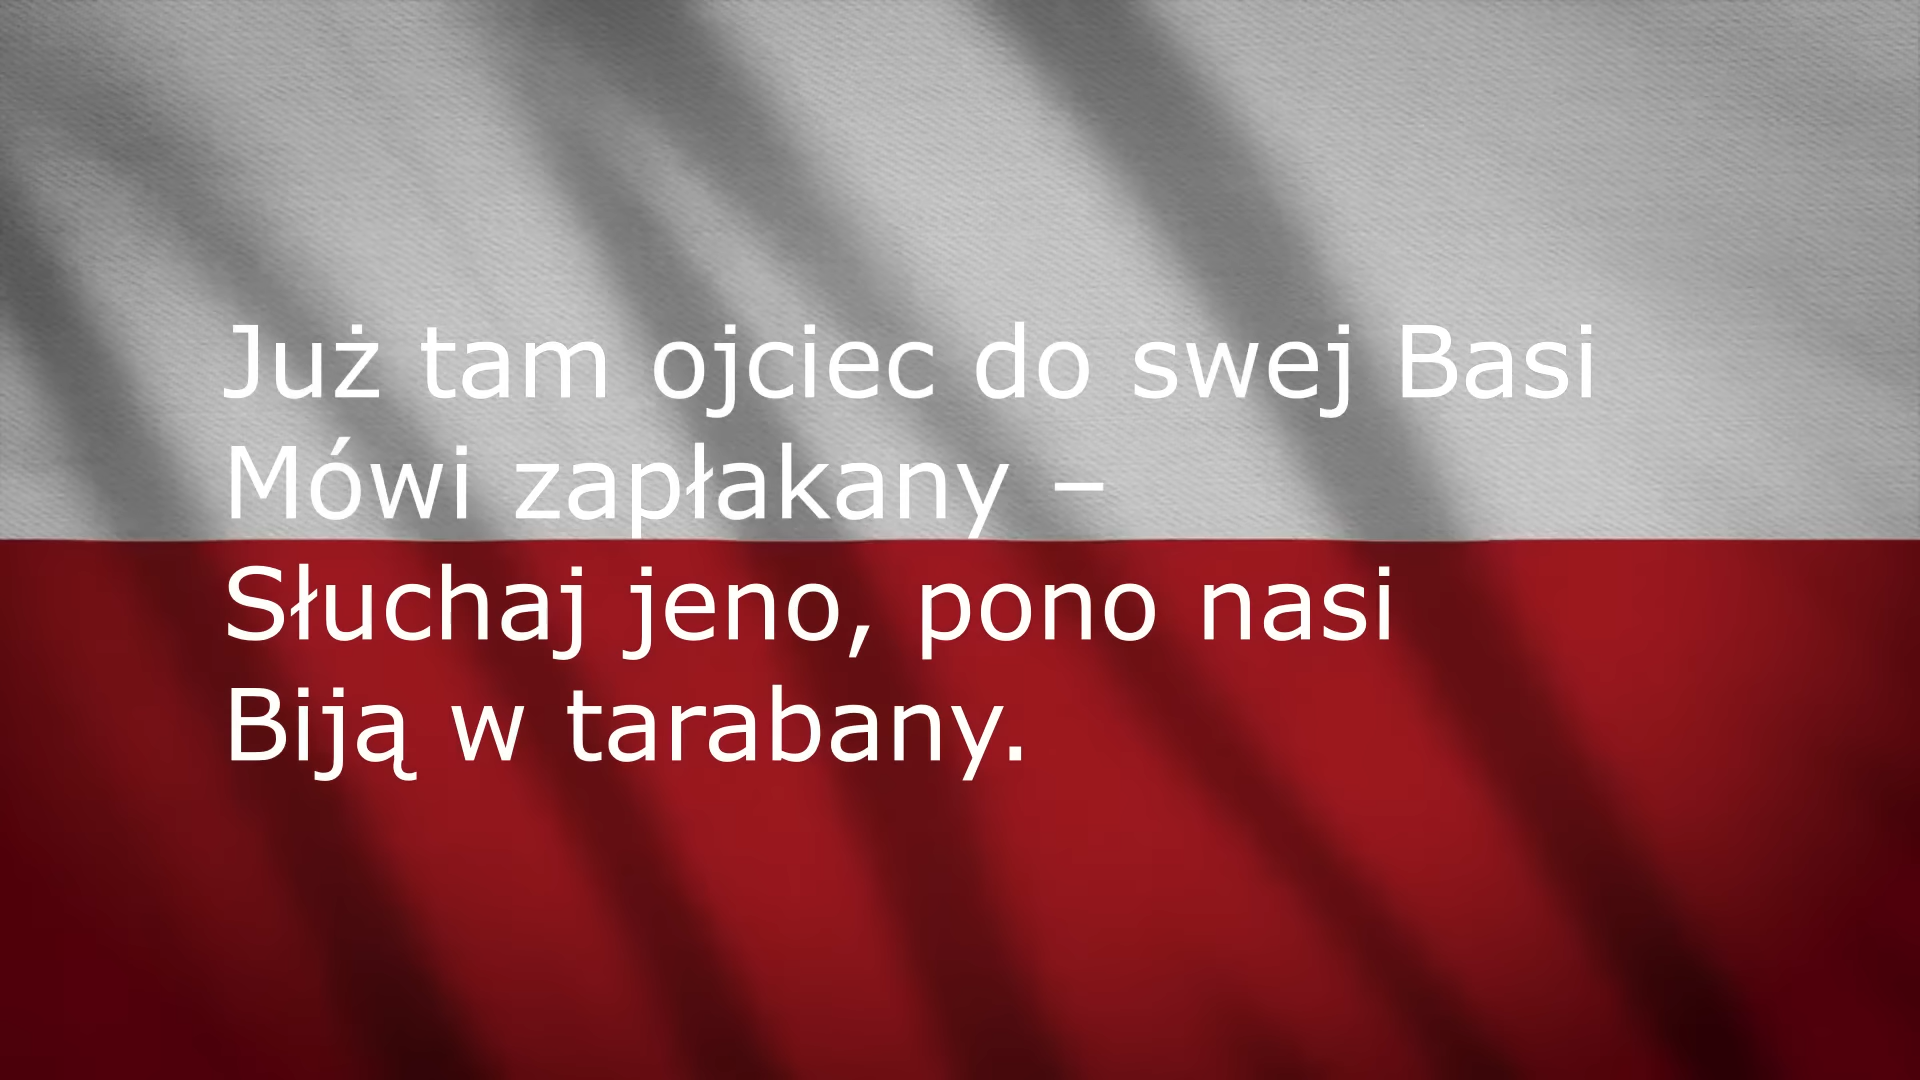 Już tam ojciec do swej Basi
Mówi zapłakany –
Słuchaj jeno, pono nasi
Biją w tarabany.